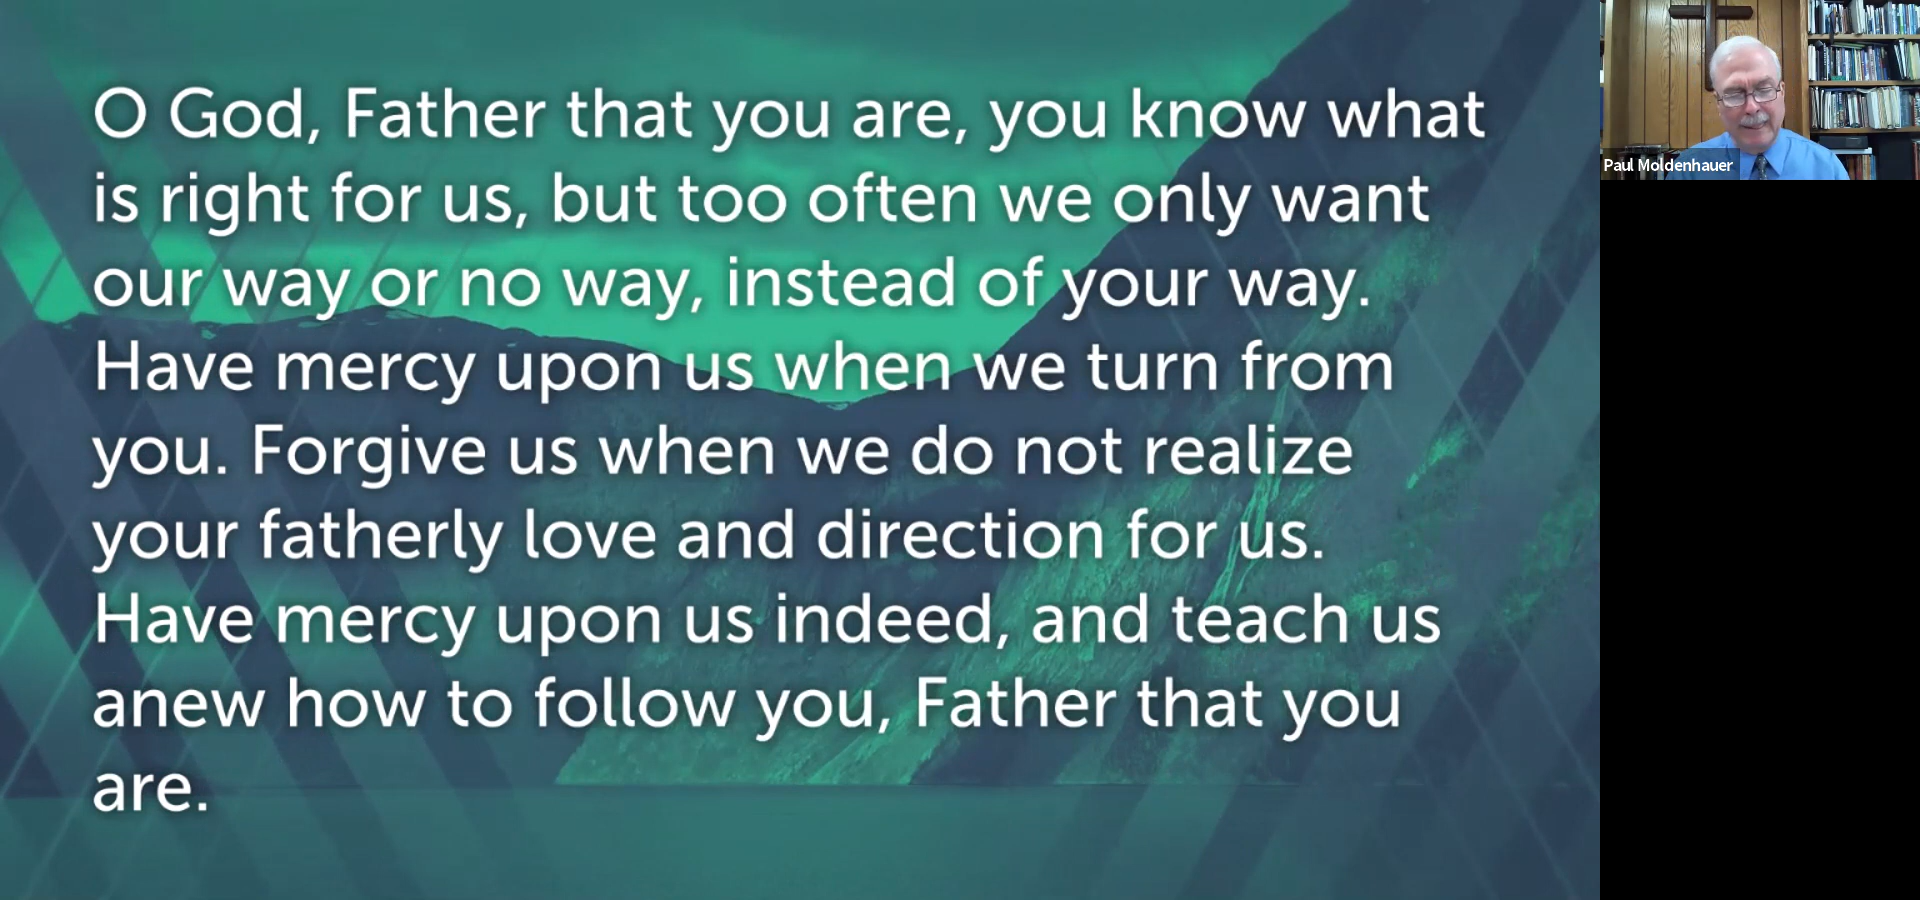 O God, Father that you are, you know what
is right for us, but too often we only want
our way or no way, instead of your way.
Have mercy upon us when we turn from
you. Forgive us when we do not realize
your fatherly love and direction for us.
Have mercy upon us indeed, and teach us
anew how to follow you, Father that you
are.
Paul Moldenhauer